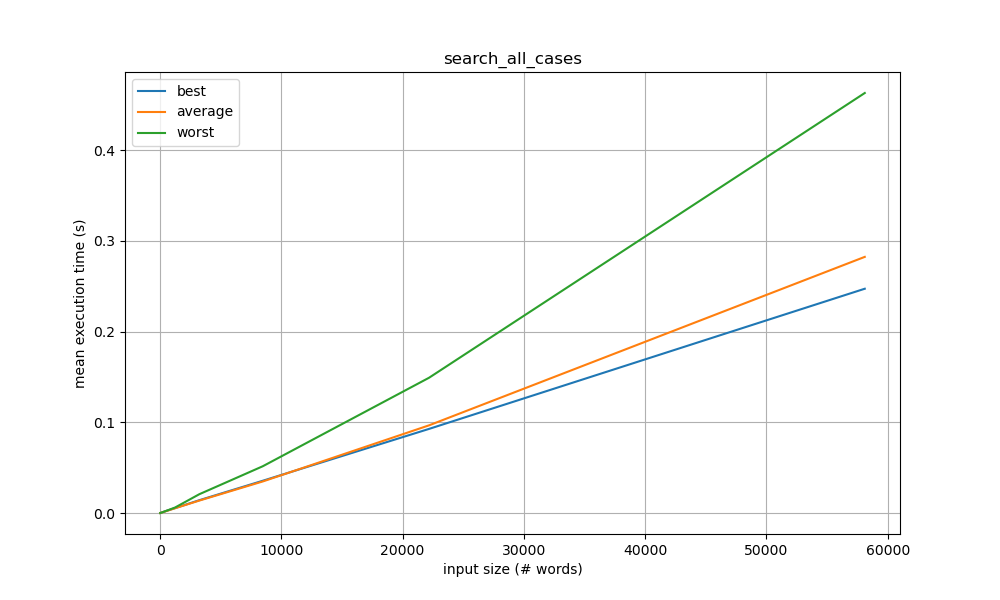 search_all_cases
best
average
worst
mean execution time (s)
0.4
0.3
0.2
0.1
0.0
0 10000 20000 30000 40000 50000 60000
input size (# words)